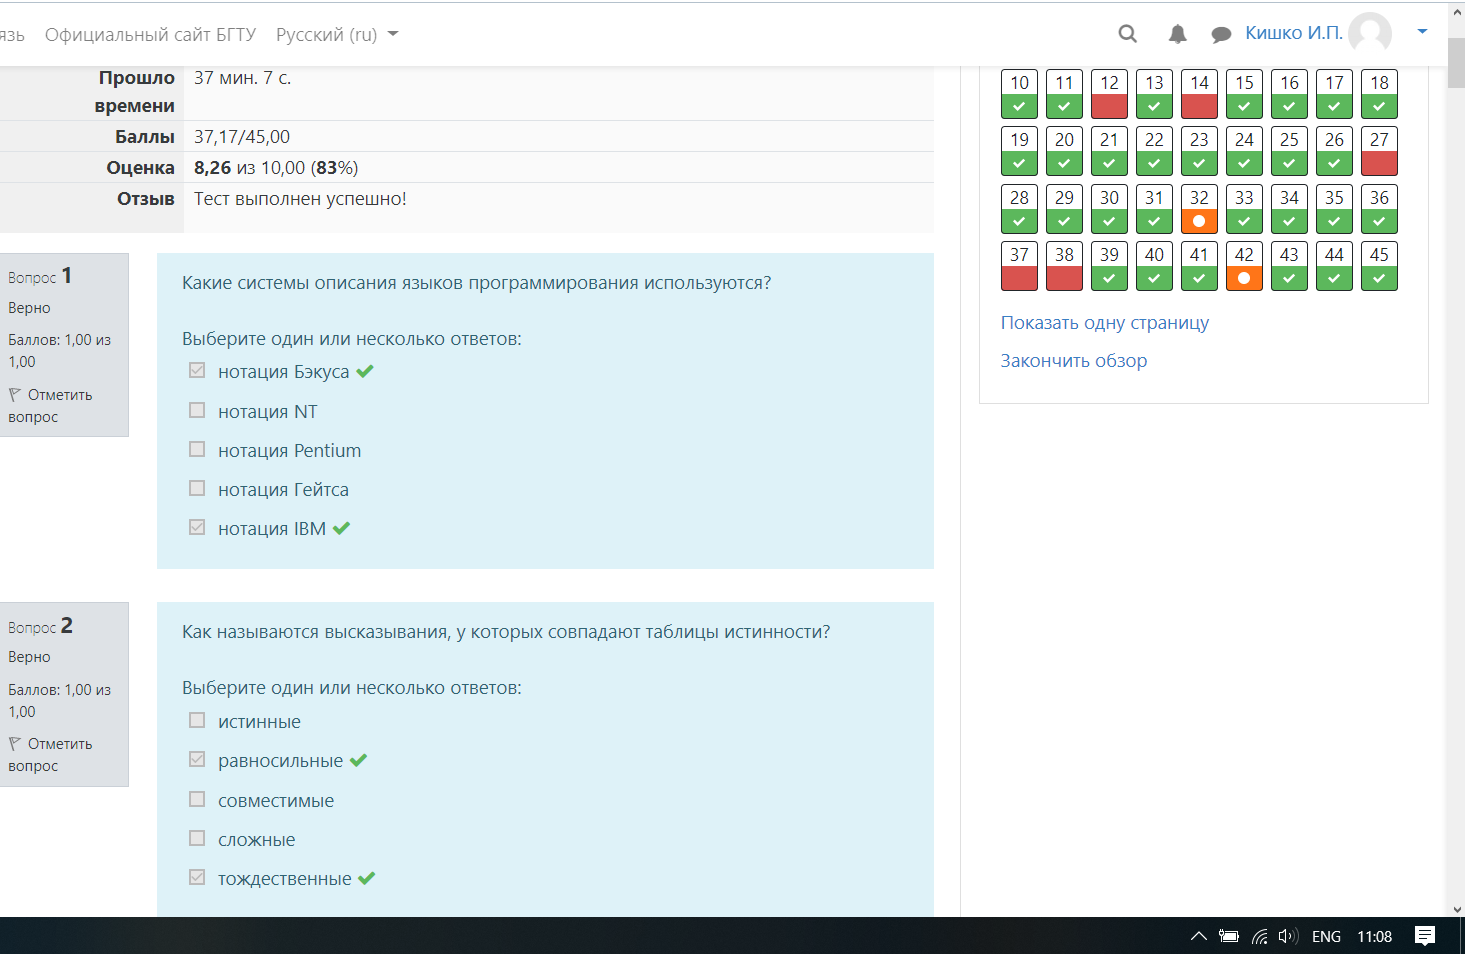 язь Официальный сайт БГТУ Русский (ru) Кишко И.П.
Прошло времени 37 мин. 7 с.
Баллы 37,17/45,00
Оценка 8,26 из 10,00 (83%)
Отзыв Тест выполнен успешно!
Вопрос 1
Верно
Баллов: 1,00 из
1,00
Отметить
вопрос
Какие системы описания языков программирования используются?
Выберите один или несколько ответов:
нотация Бэкуса
нотация NT
нотация Pentium
нотация Гейтса
нотация IBM
Вопрос 2
Верно
Баллов: 1,00 из
1,00
Отметить
вопрос
Как называются высказывания, у которых совпадают таблицы истинности?
Выберите один или несколько ответов:
истинные
равносильные
совместимые
сложные
тождественные
10 11 12 13 14 15 16 17 18
19 20 21 22 23 24 25 26 27
28 29 30 31 32 33 34 35 36
37 38 39 40 41 42 43 44 45
Показать одну страницу
Закончить обзор
ENG 11:08